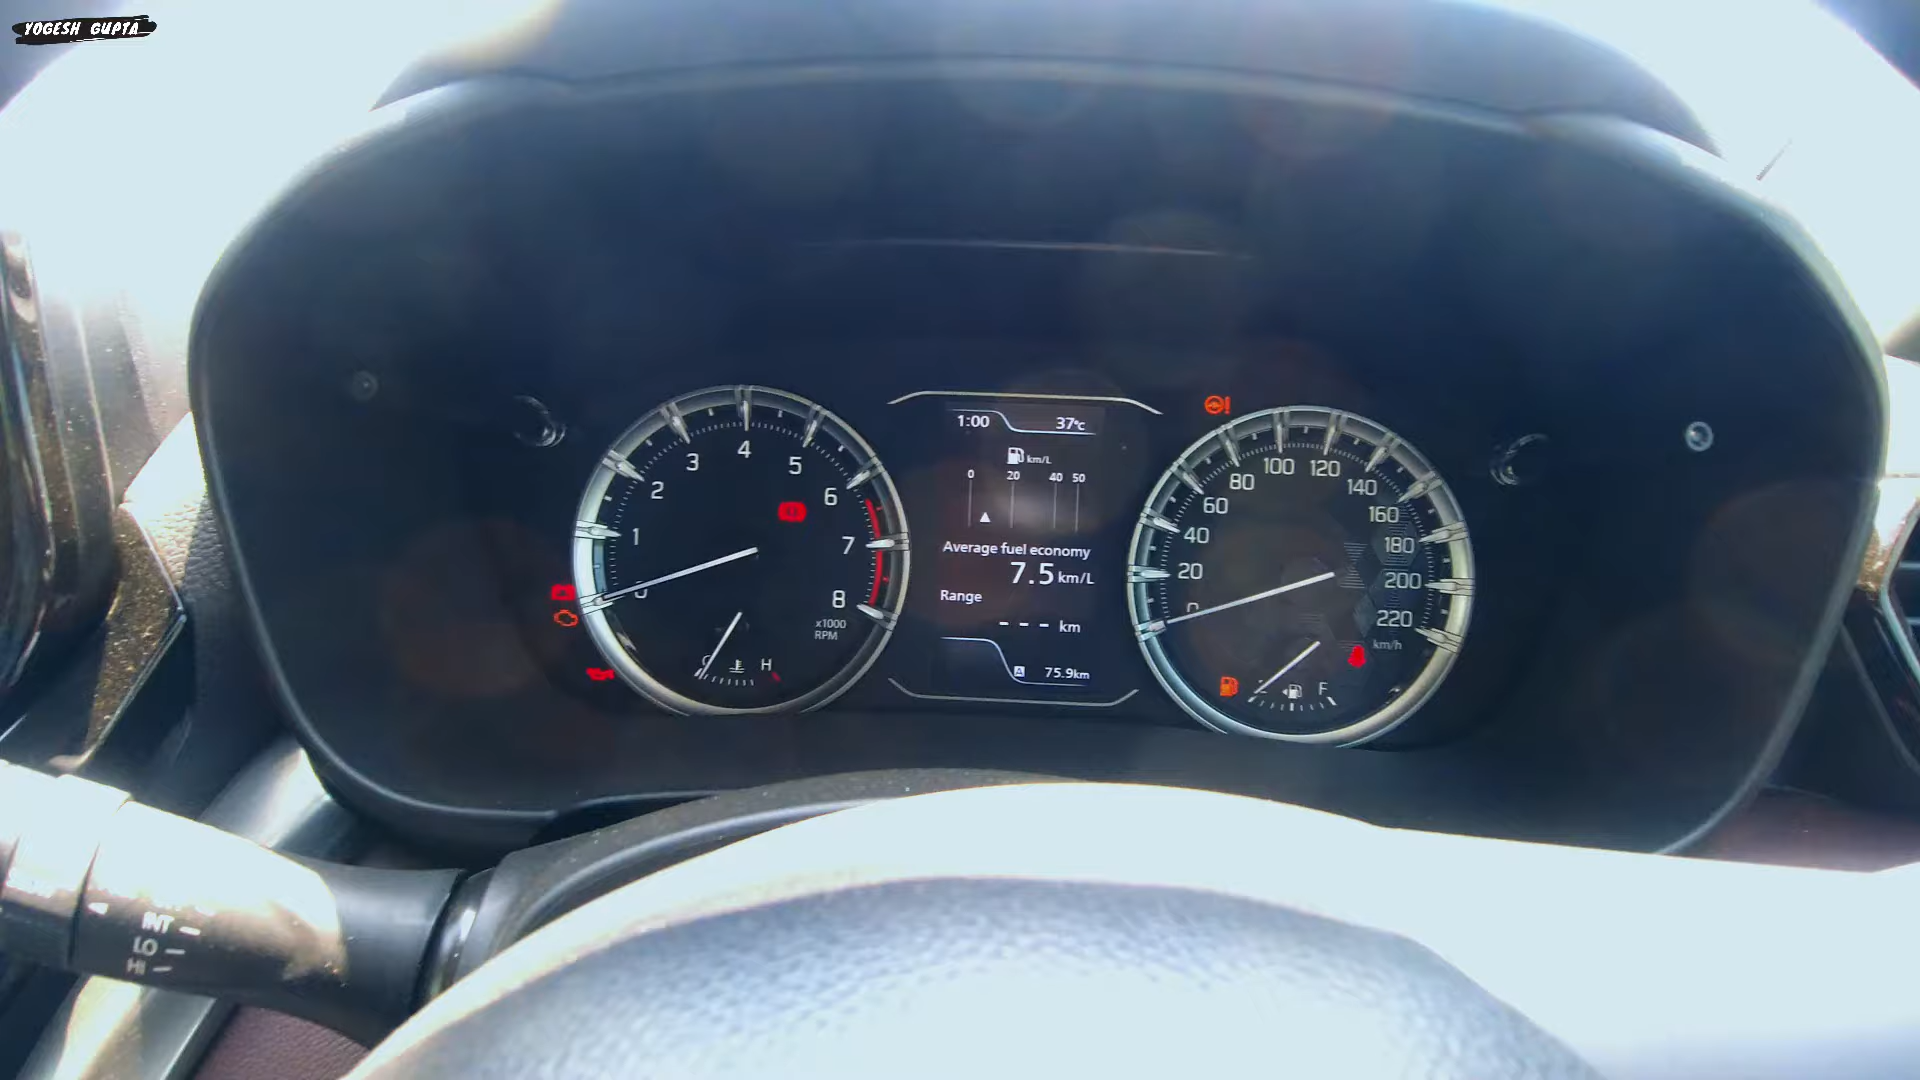 YOGESH GUPTA
1:00 37°C
km/L
0 20 40 50
Average fuel economy
7.5 km/L
Range
--- km
A 75.9km
0 1 2 3 4 5 6 7 8
x1000
RPM
H
0 20 40 60 80 100 120 140 160 180 200 220
km/h
F
INT
LO
HI